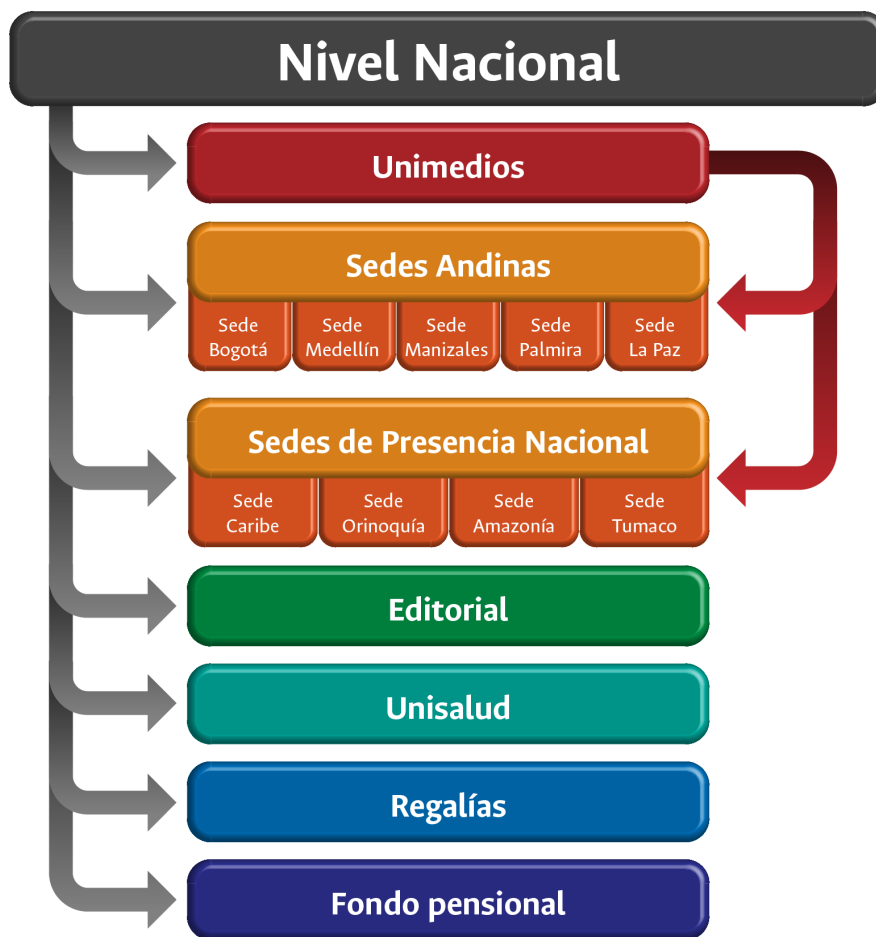 Nivel Nacional
Unimedios
Sedes Andinas
Sede
Bogotá
Sede
Medellín
Sede
Manizales
Sede
Palmira
Sede
La Paz
Sedes de Presencia Nacional
Sede
Caribe
Sede
Orinoquía
Sede
Amazonía
Sede
Tumaco
Editorial
Unisalud
Regalías
Fondo pensional